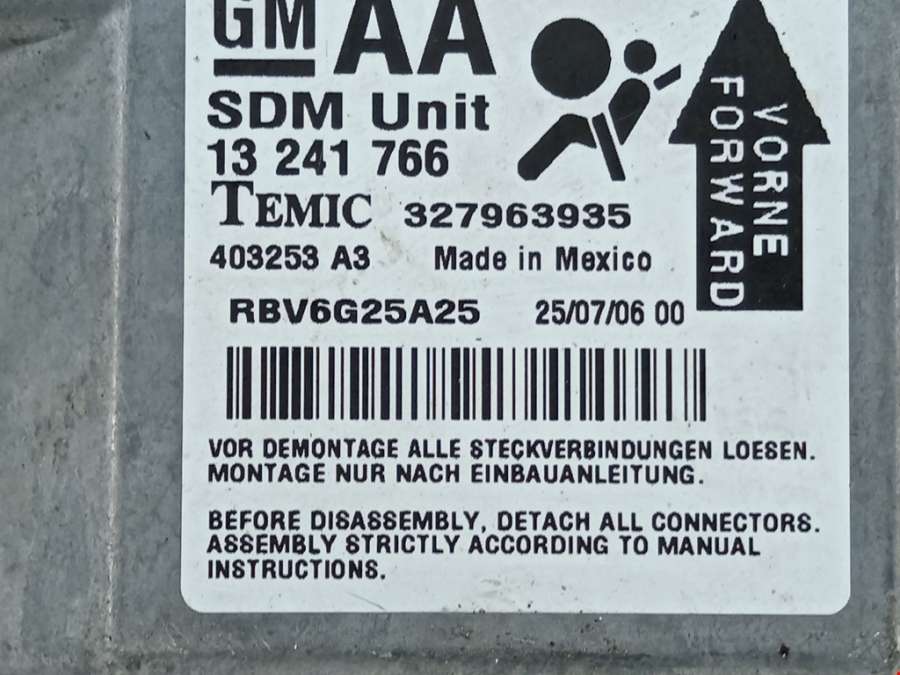 GM AA
SDM Unit
13 241 766
TEMIC 327963935
403253 A3 Made in Mexico
RBV6G25A25 25/07/06 00
VORNE
FORWARD
VOR DEMONTAGE ALLE STECKVERBINDUNGEN LOESEN.
MONTAGE NUR NACH EINBAUANLEITUNG.
BEFORE DISASSEMBLY, DETACH ALL CONNECTORS.
ASSEMBLY STRICTLY ACCORDING TO MANUAL
INSTRUCTIONS.